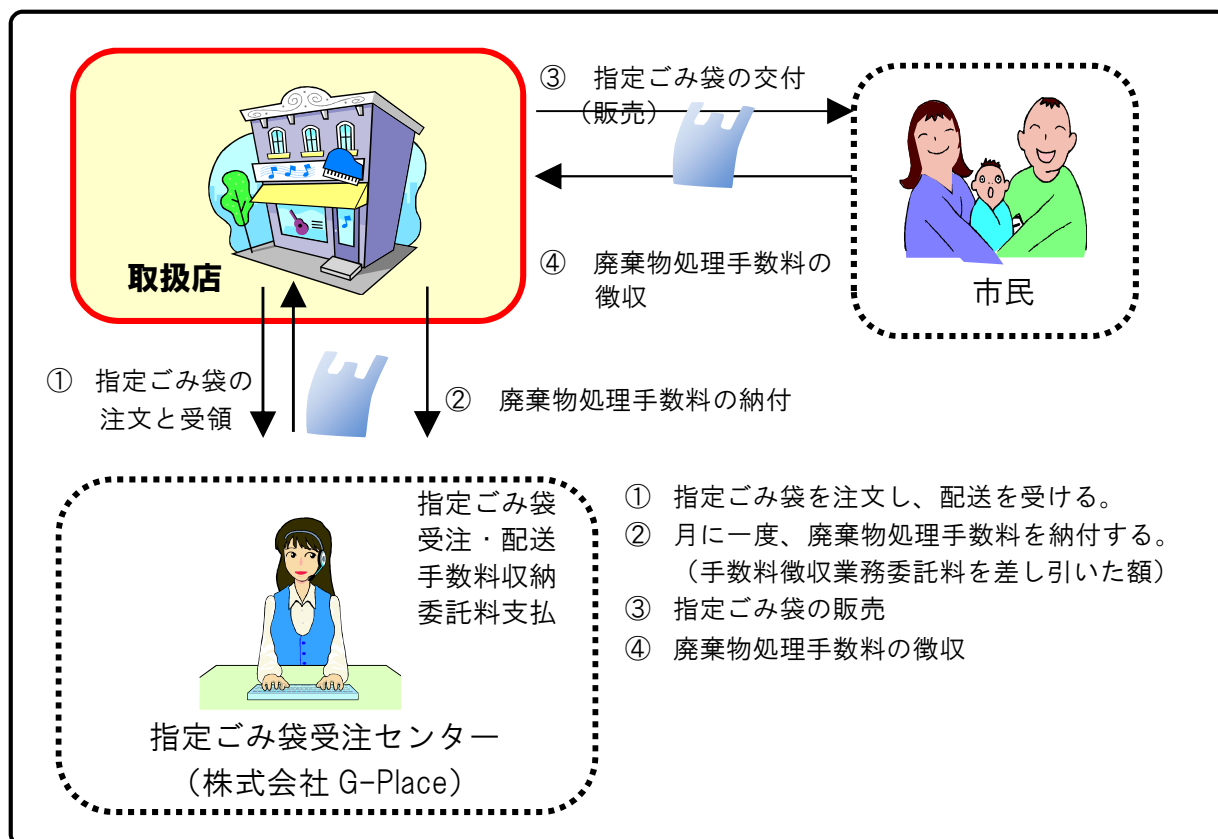 ③ 指定ごみ袋の交付
（販売）
④ 廃棄物処理手数料の
徴収
取扱店
市民
① 指定ごみ袋の
注文と受領
② 廃棄物処理手数料の納付
指定ごみ袋
受注・配送
手数料収納
委託料支払
指定ごみ袋受注センター
（株式会社 G-Place）
① 指定ごみ袋を注文し、配送を受ける。
② 月に一度、廃棄物処理手数料を納付する。
（手数料徴収業務委託料を差し引いた額）
③ 指定ごみ袋の販売
④ 廃棄物処理手数料の徴収